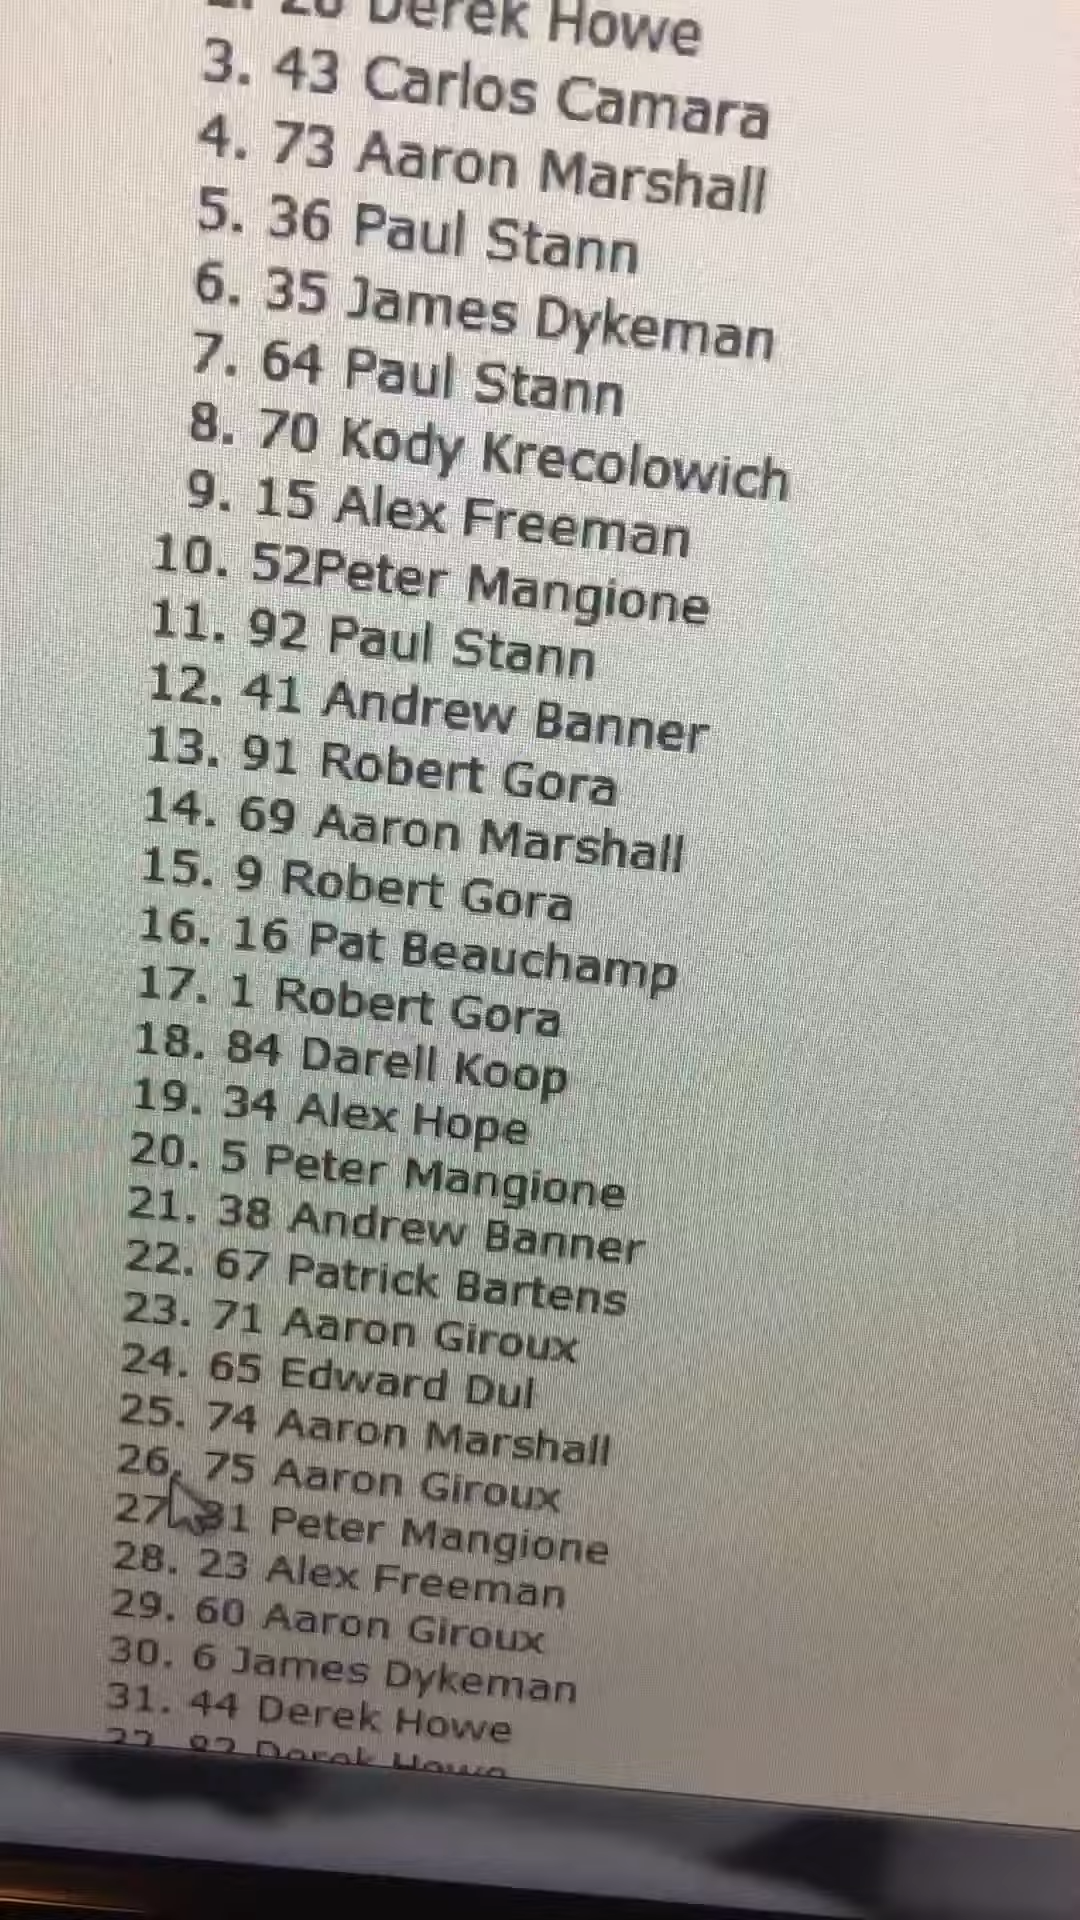 Derek Howe
3. 43 Carlos Camara
4. 73 Aaron Marshall
5. 36 Paul Stann
6. 35 James Dykeman
7. 64 Paul Stann
8. 70 Kody Krecolowich
9. 15 Alex Freeman
10. 52Peter Mangione
11. 92 Paul Stann
12. 41 Andrew Banner
13. 91 Robert Gora
14. 69 Aaron Marshall
15. 9 Robert Gora
16. 16 Pat Beauchamp
17. 1 Robert Gora
18. 84 Darell Koop
19. 34 Alex Hope
20. 5 Peter Mangione
21. 38 Andrew Banner
22. 67 Patrick Bartens
23. 71 Aaron Giroux
24. 65 Edward Dul
25. 74 Aaron Marshall
26. 75 Aaron Giroux
27 Peter Mangione
28. 23 Alex Freeman
29. 60 Aaron Giroux
30. 6 James Dykeman
31. 44 Derek Howe
Derek Howe